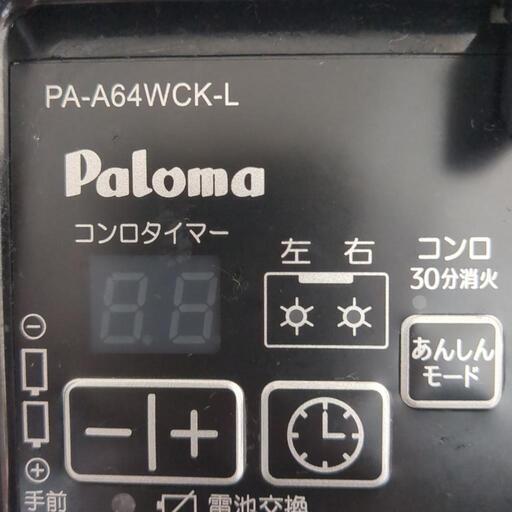 PA-A64WCK-L
Paloma
コンロタイマー
左 右
コンロ
30分消火
あんしん
モード
手前
電池交換